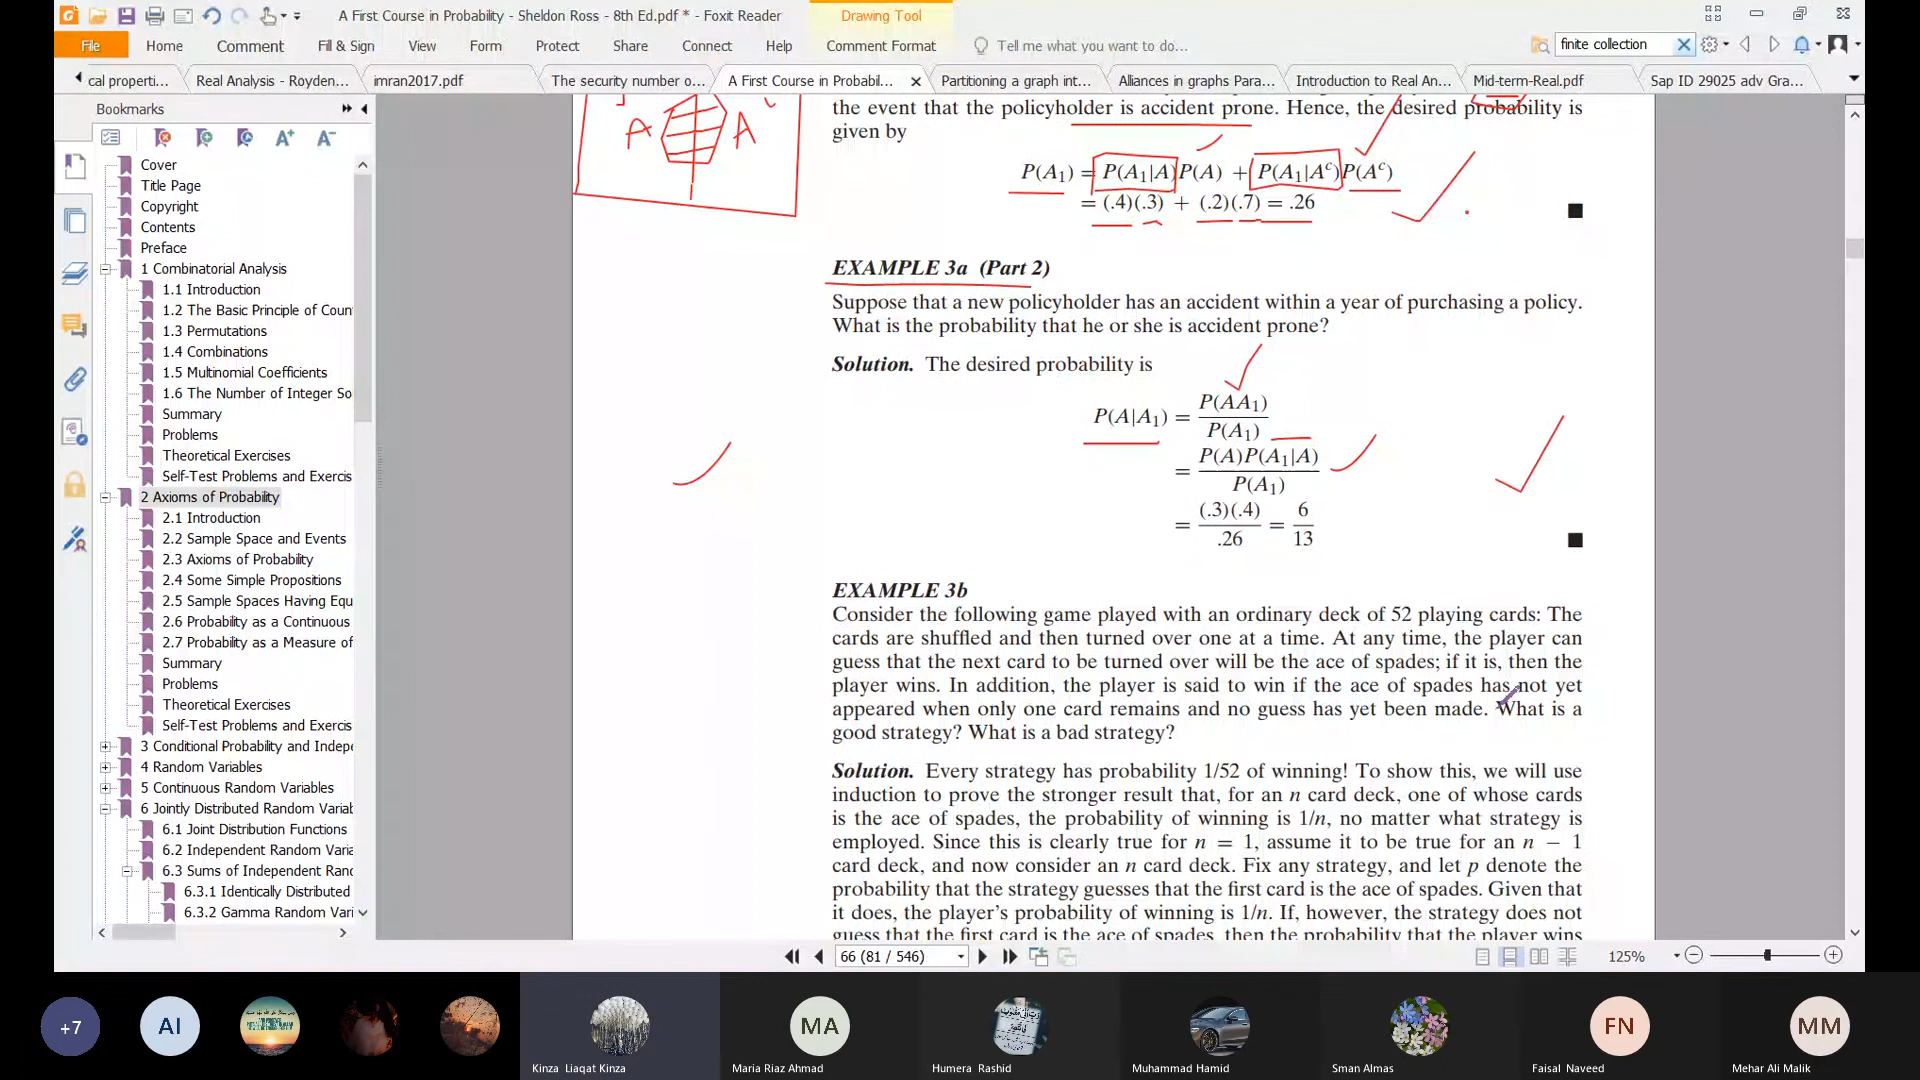 A First Course in Probability - Sheldon Ross - 8th Ed.pdf * - Foxit Reader
Drawing Tool
File
Home
Comment
Fill & Sign
View
Form
Protect
Share
Connect
Help
Comment Format
Tell me what you want to do...
finite collection
cal properti...
Real Analysis - Royden...
imran2017.pdf
The security number o...
A First Course in Probabil...
Partitioning a graph int...
Alliances in graphs Para...
Introduction to Real An...
Mid-term-Real.pdf
Sap ID 29025 adv Gra...
Bookmarks
Cover
Title Page
Copyright
Contents
Preface
1 Combinatorial Analysis
1.1 Introduction
1.2 The Basic Principle of Coun
1.3 Permutations
1.4 Combinations
1.5 Multinomial Coefficients
1.6 The Number of Integer So
Summary
Problems
Theoretical Exercises
Self-Test Problems and Exercis
2 Axioms of Probability
2.1 Introduction
2.2 Sample Space and Events
2.3 Axioms of Probability
2.4 Some Simple Propositions
2.5 Sample Spaces Having Equ
2.6 Probability as a Continuous
2.7 Probability as a Measure of
Summary
Problems
Theoretical Exercises
Self-Test Problems and Exercis
3 Conditional Probability and Indepe
4 Random Variables
5 Continuous Random Variables
6 Jointly Distributed Random Variab
6.1 Joint Distribution Functions
6.2 Independent Random Varia
6.3 Sums of Independent Ranc
6.3.1 Identically Distributed
6.3.2 Gamma Random Vari
A A
the event that the policyholder is accident prone. Hence, the desired probability is
given by
P(A₁) = P(A₁|A)P(A) + P(A₁|Aᶜ)P(Aᶜ)
= (.4)(.3) + (.2)(.7) = .26
EXAMPLE 3a (Part 2)
Suppose that a new policyholder has an accident within a year of purchasing a policy.
What is the probability that he or she is accident prone?
Solution. The desired probability is
P(A|A₁) = P(AA₁) / P(A₁)
= P(A)P(A₁|A) / P(A₁)
= (.3)(.4) / .26 = 6 / 13
EXAMPLE 3b
Consider the following game played with an ordinary deck of 52 playing cards: The
cards are shuffled and then turned over one at a time. At any time, the player can
guess that the next card to be turned over will be the ace of spades; if it is, then the
player wins. In addition, the player is said to win if the ace of spades has not yet
appeared when only one card remains and no guess has yet been made. What is a
good strategy? What is a bad strategy?
Solution. Every strategy has probability 1/52 of winning! To show this, we will use
induction to prove the stronger result that, for an n card deck, one of whose cards
is the ace of spades, the probability of winning is 1/n, no matter what strategy is
employed. Since this is clearly true for n = 1, assume it to be true for an n − 1
card deck, and now consider an n card deck. Fix any strategy, and let p denote the
probability that the strategy guesses that the first card is the ace of spades. Given that
it does, the player's probability of winning is 1/n. If, however, the strategy does not
guess that the first card is the ace of spades, then the probability that the player wins
66 (81 / 546)
125%
+7
AI
MA
FN
MM
Kinza Liaqat Kinza
Maria Riaz Ahmad
Humera Rashid
Muhammad Hamid
Sman Almas
Faisal Naveed
Mehar Ali Malik